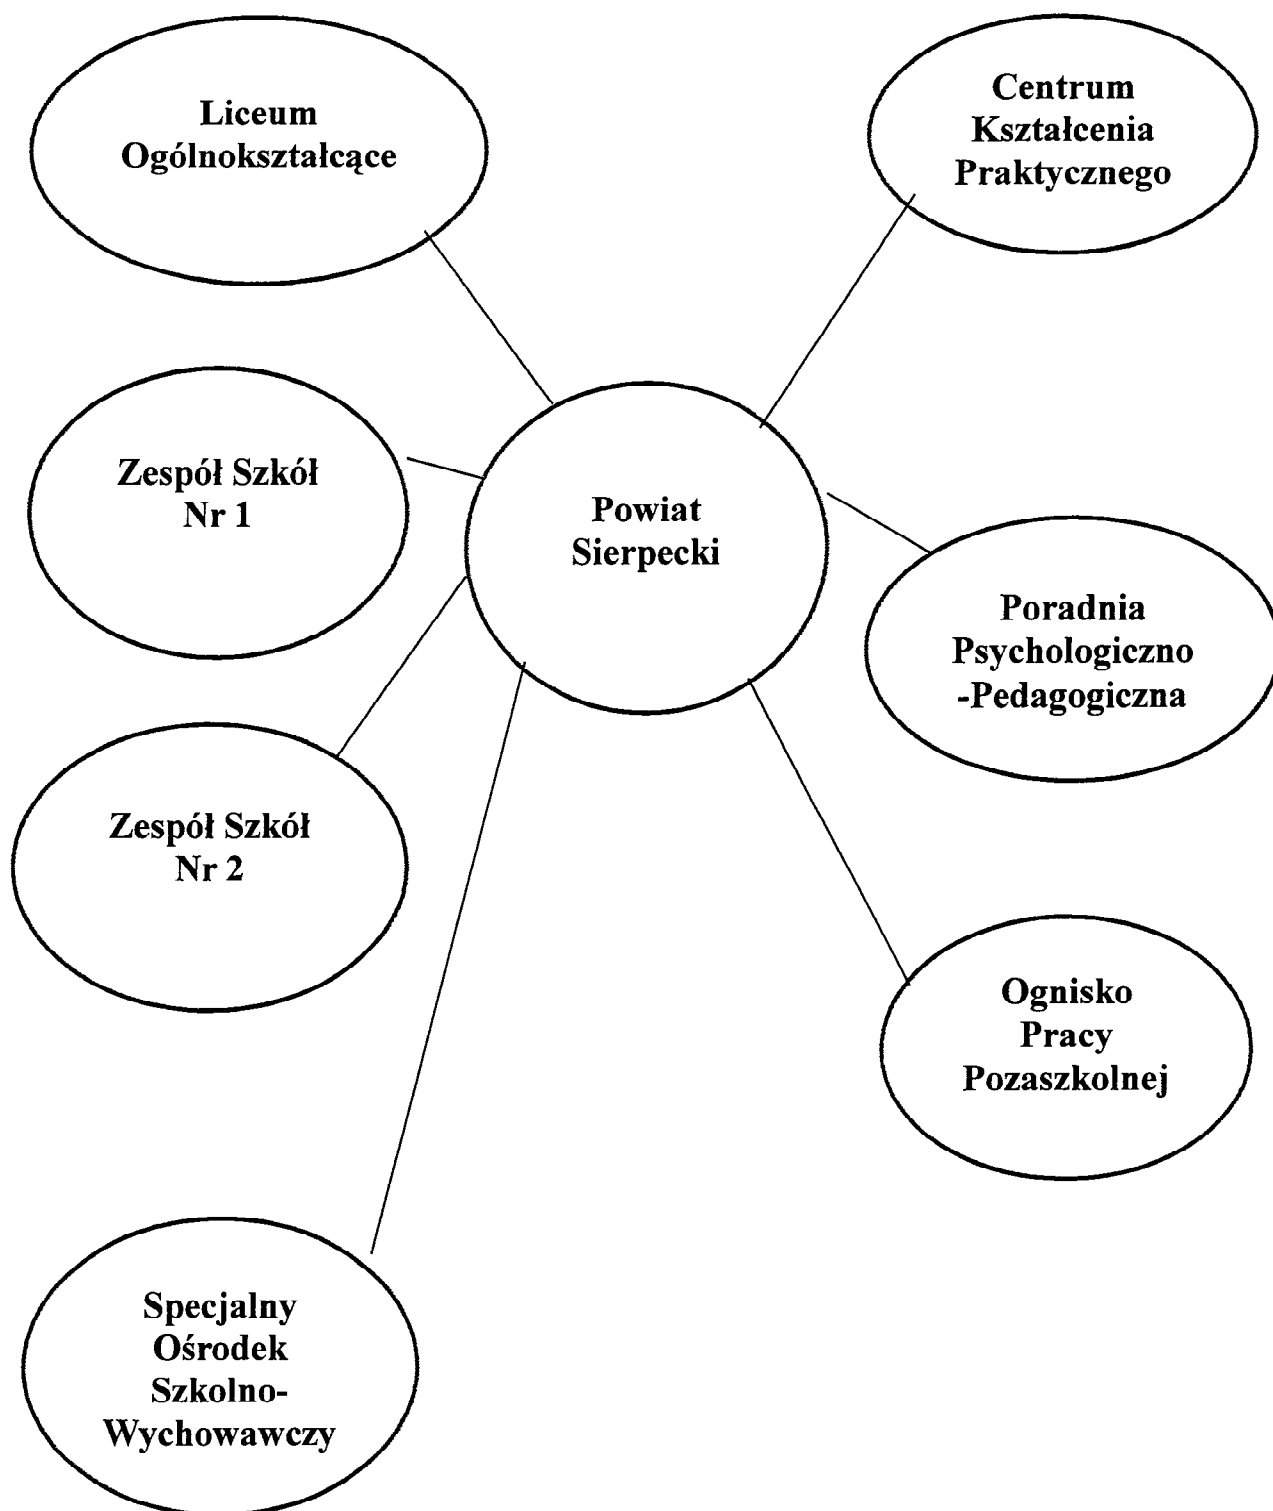 Liceum
Ogólnokształcące
Centrum
Kształcenia
Praktycznego
Zespół Szkół
Nr 1
Powiat
Sierpecki
Poradnia
Psychologiczno
-Pedagogiczna
Zespół Szkół
Nr 2
Ognisko
Pracy
Pozaszkolnej
Specjalny
Ośrodek
Szkolno-
Wychowawczy